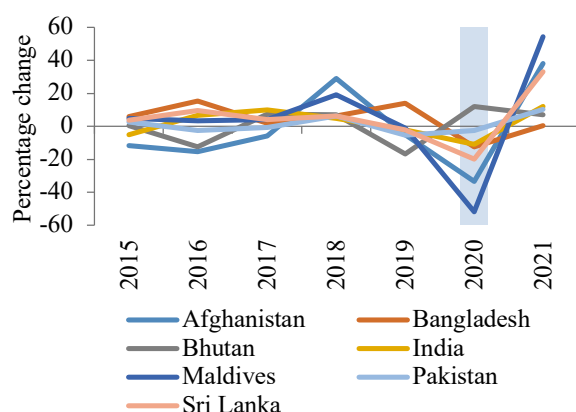 Percentage change
60
40
20
0
-20
-40
-60
2015 2016 2017 2018 2019 2020 2021
Afghanistan Bangladesh
Bhutan India
Maldives Pakistan
Sri Lanka